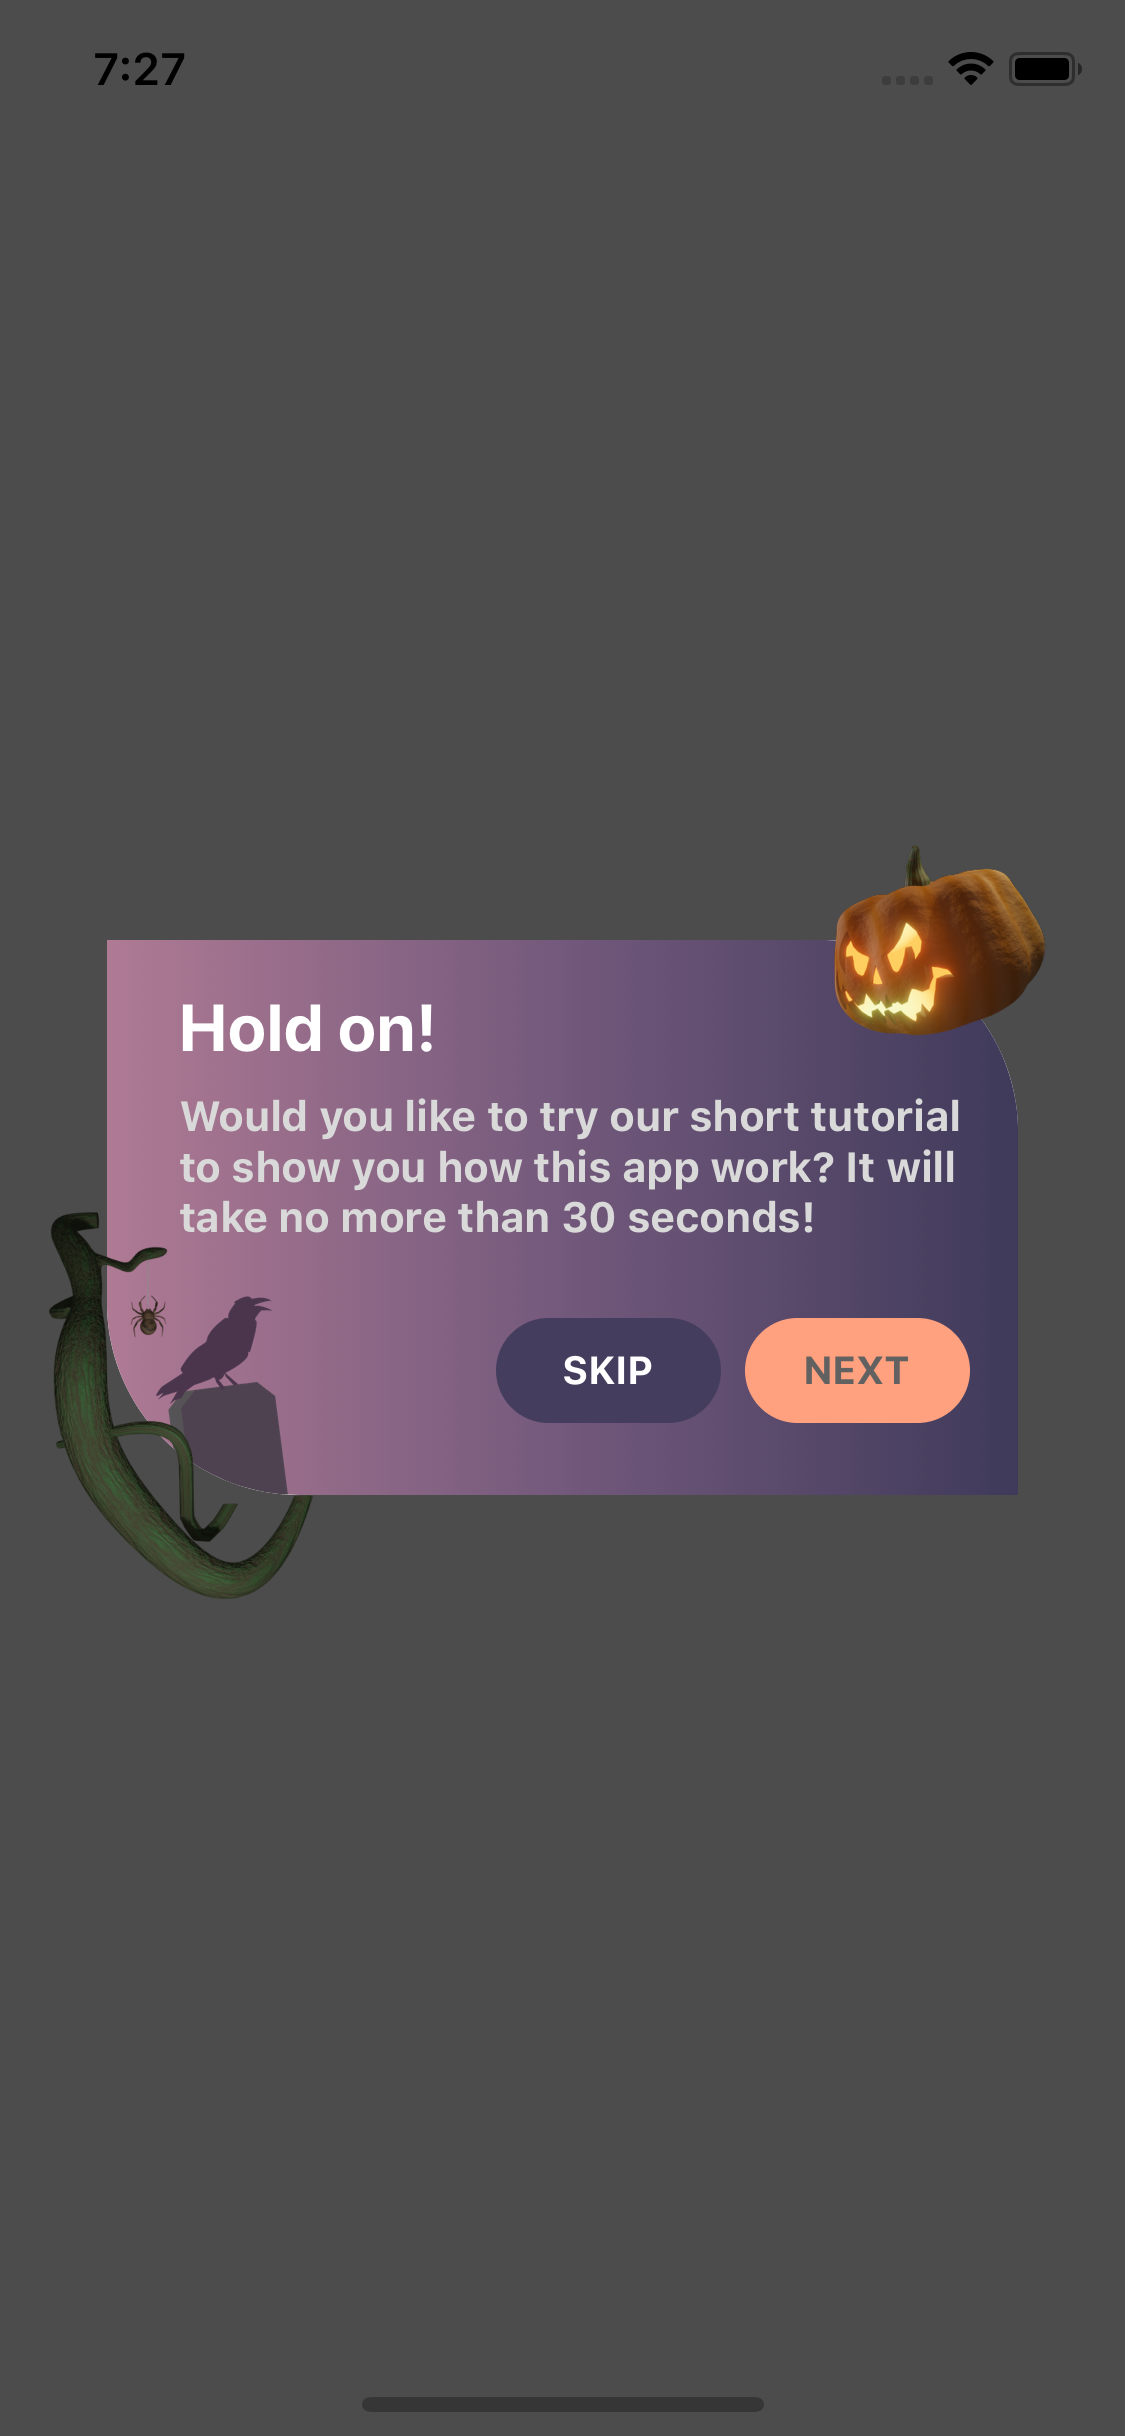 7:27
Hold on!
Would you like to try our short tutorial
to show you how this app work? It will
take no more than 30 seconds!
SKIP
NEXT